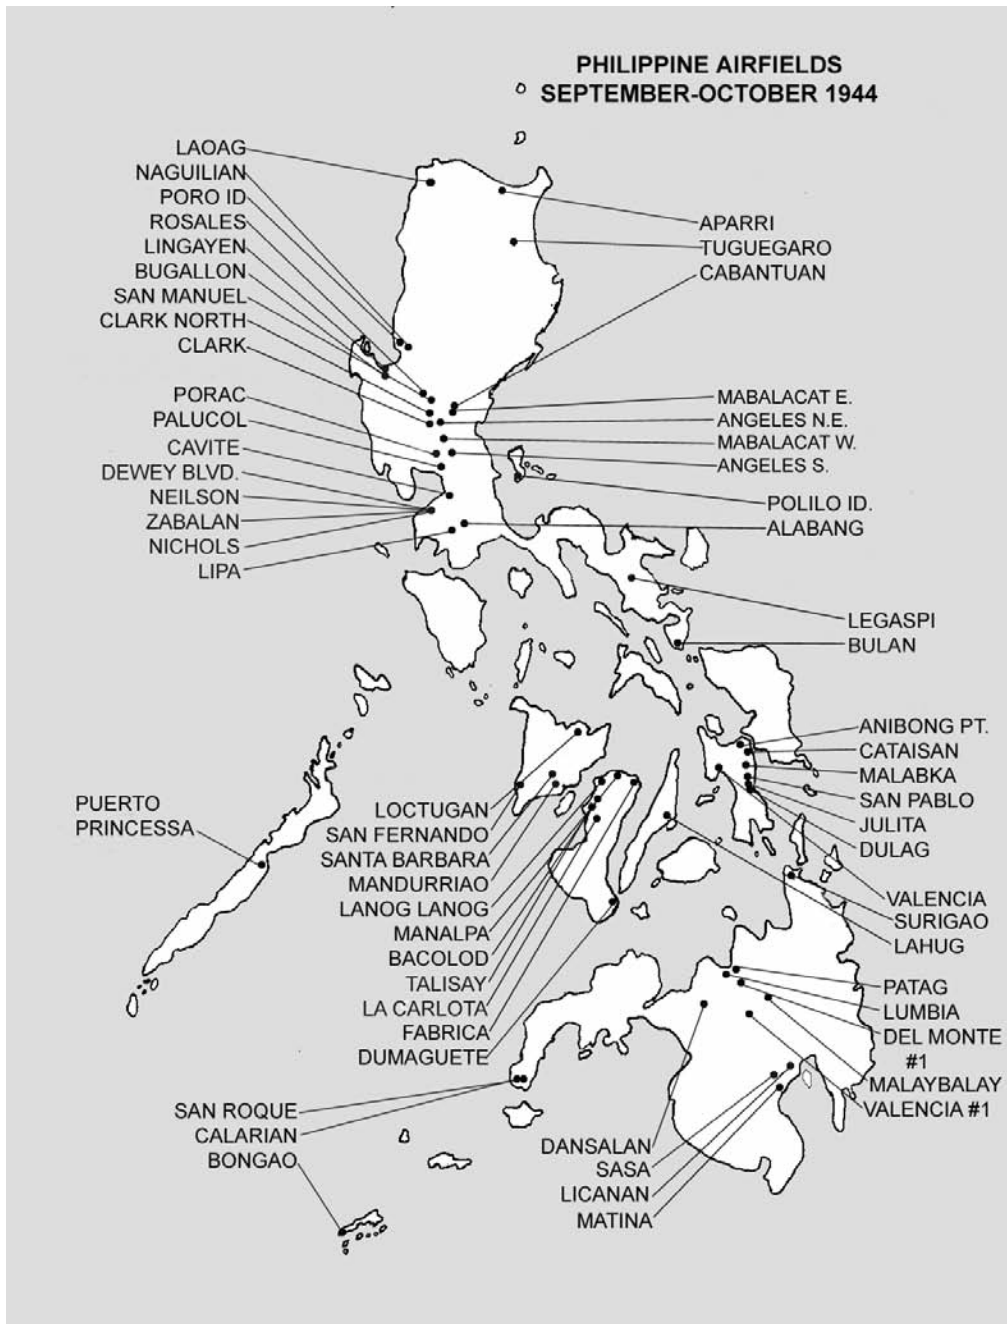 PHILIPPINE AIRFIELDS
SEPTEMBER-OCTOBER 1944
LAOAG
NAGUILIAN
PORO ID
ROSALES
LINGAYEN
BUGALLON
SAN MANUEL
CLARK NORTH
CLARK
PORAC
PALUCOL
CAVITE
DEWEY BLVD.
NEILSON
ZABALAN
NICHOLS
LIPA
APARRI
TUGUEGARO
CABANTUAN
MABALACAT E.
ANGELES N.E.
MABALACAT W.
ANGELES S.
POLILO ID.
ALABANG
LEGASPI
BULAN
ANIBONG PT.
CATAISAN
MALABKA
SAN PABLO
JULITA
DULAG
VALENCIA
SURIGAO
LAHUG
PUERTO
PRINCESSA
LOCTUGAN
SAN FERNANDO
SANTA BARBARA
MANDURRIAO
LANOG LANOG
MANALPA
BACOLOD
TALISAY
LA CARLOTA
FABRICA
DUMAGUETE
PATAG
LUMBIA
DEL MONTE
#1
MALAYBALAY
VALENCIA #1
SAN ROQUE
CALARIAN
BONGAO
DANSALAN
SASA
LICANAN
MATINA